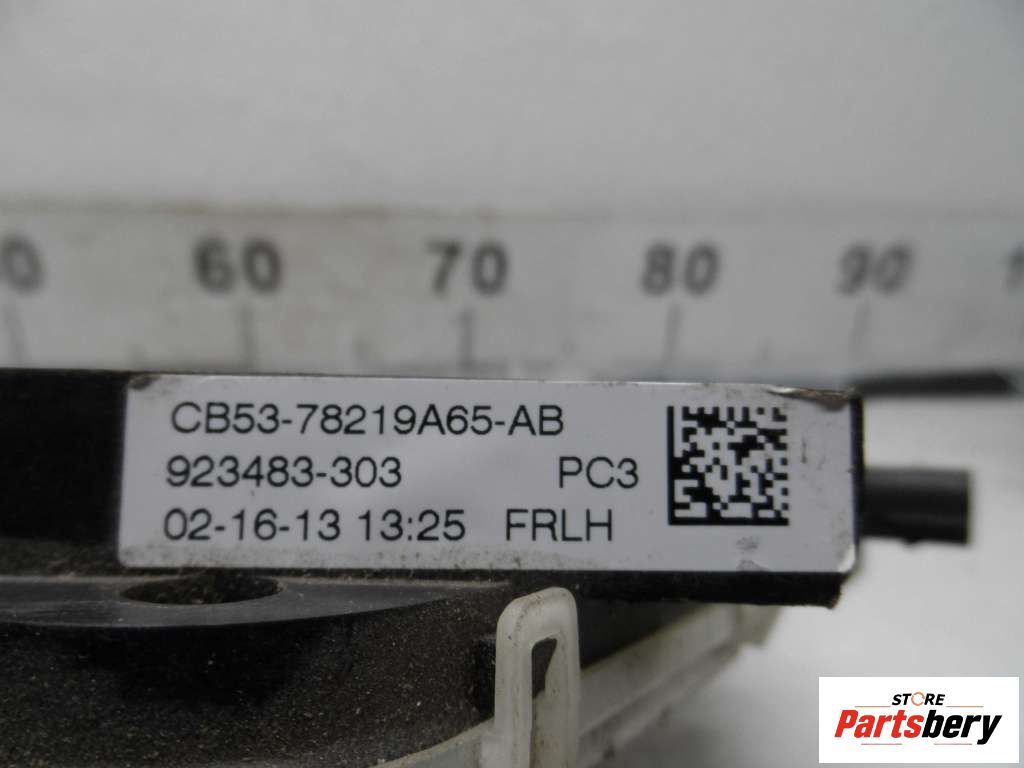 60 70 80 90
CB53-78219A65-AB
923483-303 PC3
02-16-13 13:25 FRLH
STORE
Partsbery